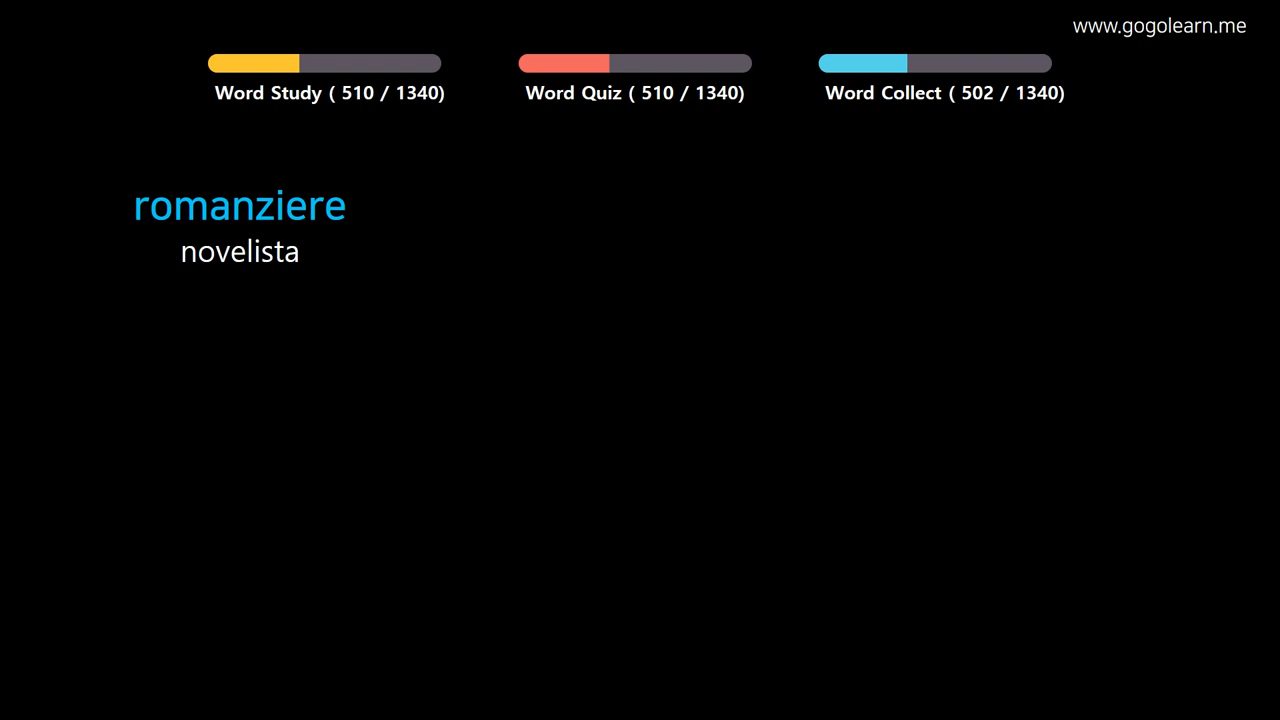 www.gogolearn.me
Word Study ( 510 / 1340)
Word Quiz ( 510 / 1340)
Word Collect ( 502 / 1340)
romanziere
novelista